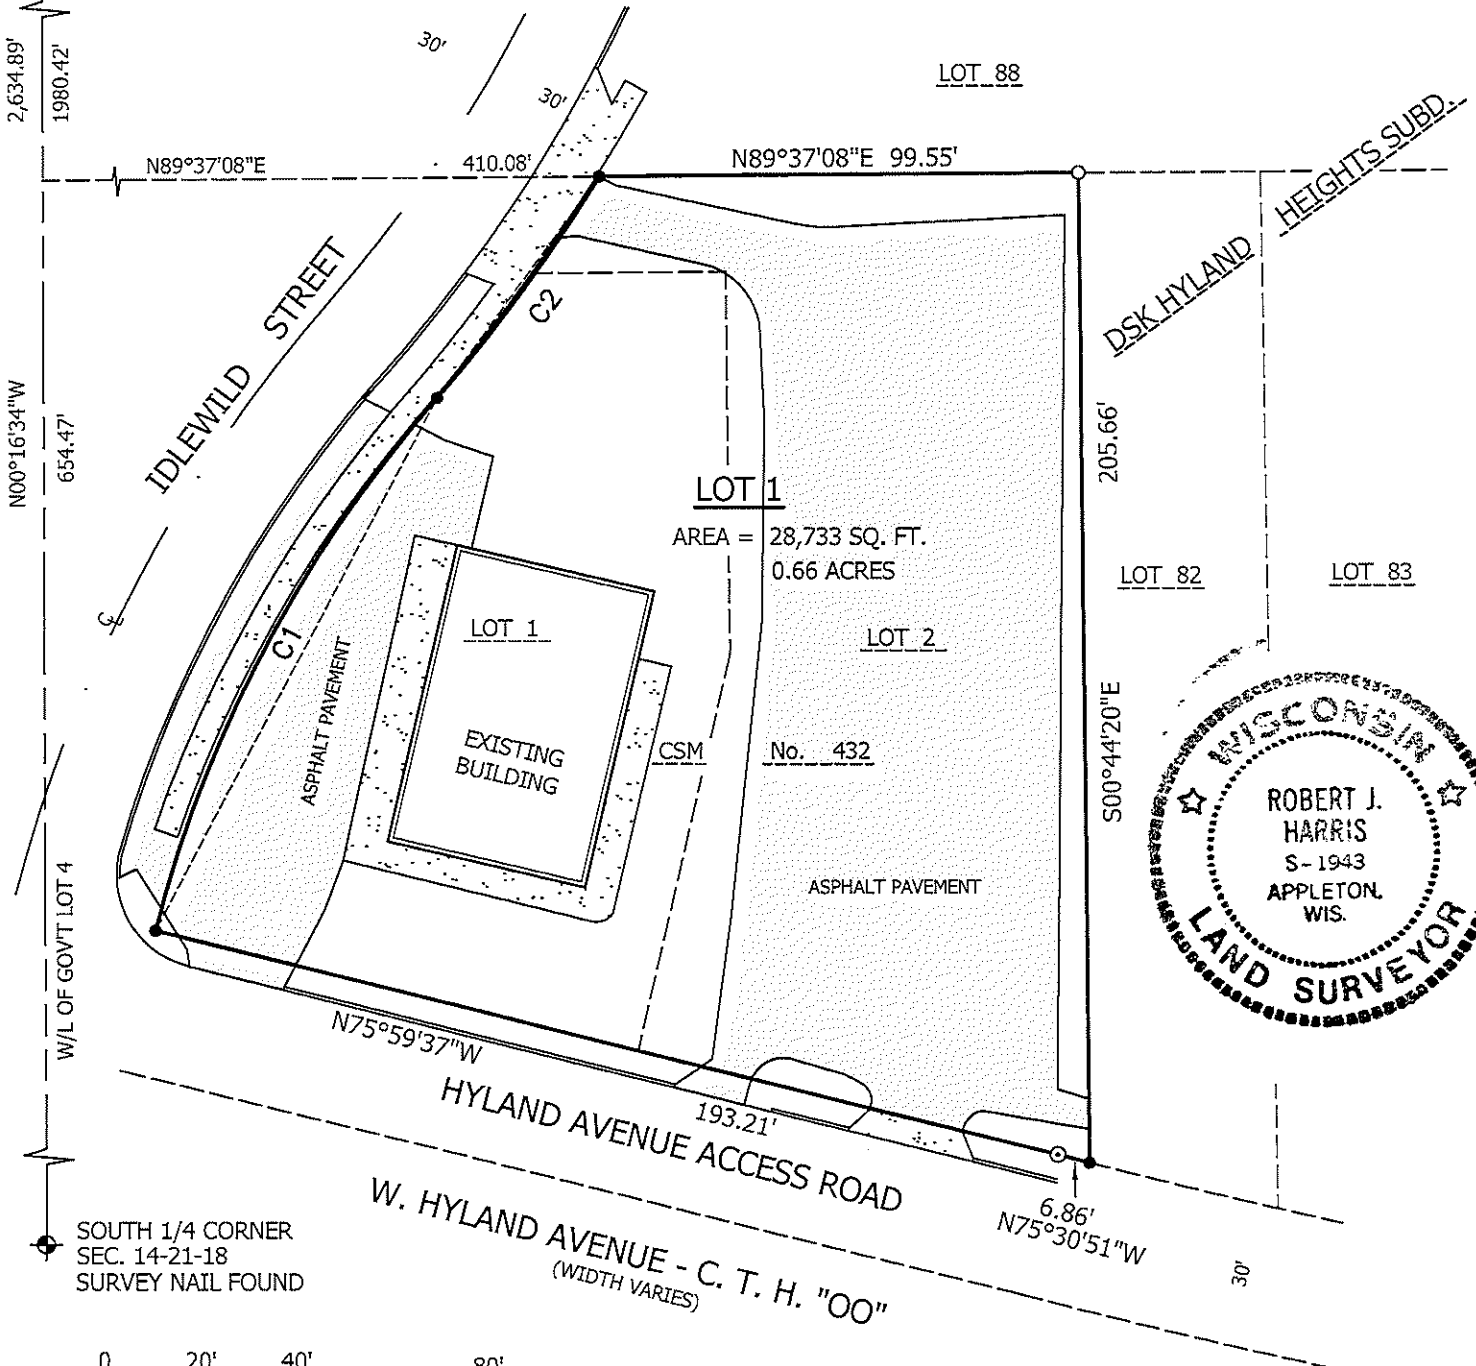 2,634.89'
1980.42'
30'
30'
LOT 88
N89°37'08"E
410.08'
N89°37'08"E 99.55'
DSK HYLAND HEIGHTS SUBD.
IDLEWILD STREET
C2
N00°16'34"W
654.47'
205.66'
LOT 1
AREA = 28,733 SQ. FT.
0.66 ACRES
LOT 82
LOT 83
C1
LOT 1
LOT 2
ASPHALT PAVEMENT
EXISTING
BUILDING
CSM No. 432
S00°44'20"E
WISCONSIN
ROBERT J.
HARRIS
S-1943
APPLETON,
WIS.
LAND SURVEYOR
ASPHALT PAVEMENT
W/L OF GOV'T LOT 4
N75°59'37"W
193.21'
HYLAND AVENUE ACCESS ROAD
6.86'
N75°30'51"W
W. HYLAND AVENUE - C. T. H. "OO"
(WIDTH VARIES)
30'
SOUTH 1/4 CORNER
SEC. 14-21-18
SURVEY NAIL FOUND
0 20' 40' 80'